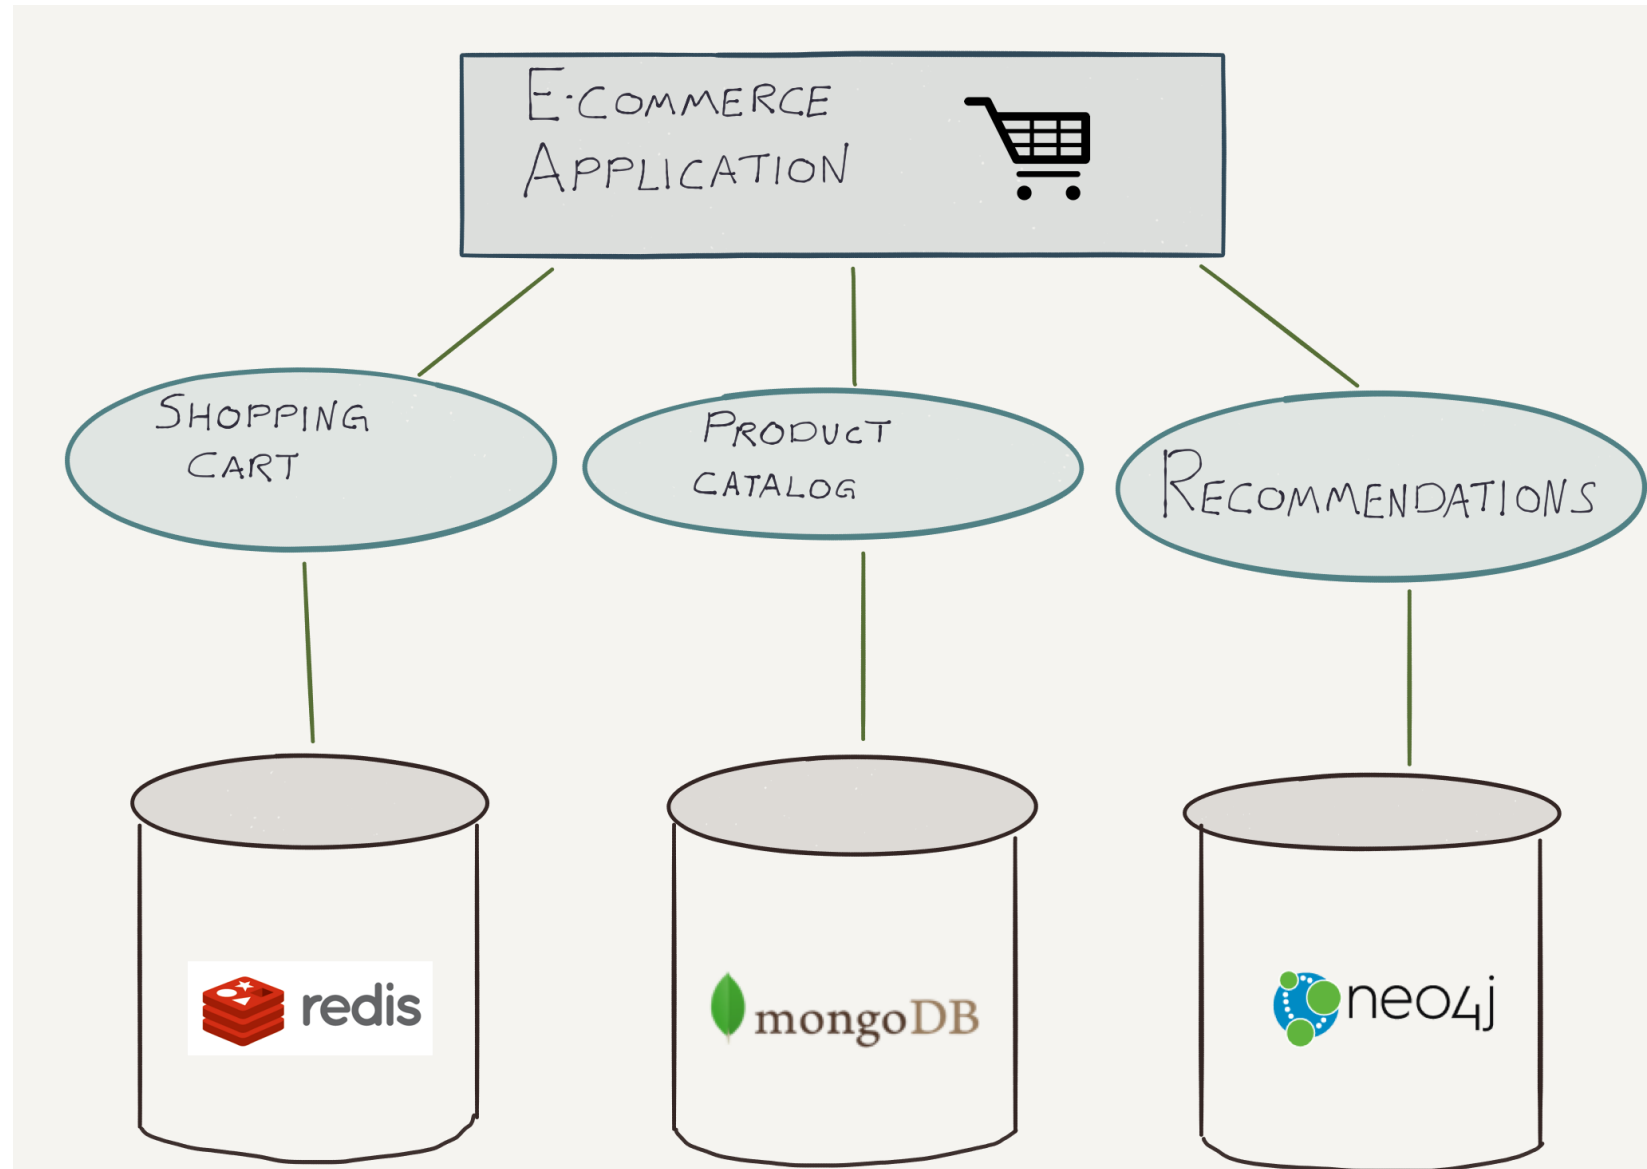 E-COMMERCE
APPLICATION
SHOPPING
CART
PRODUCT
CATALOG
RECOMMENDATIONS
redis
mongoDB
neo4j